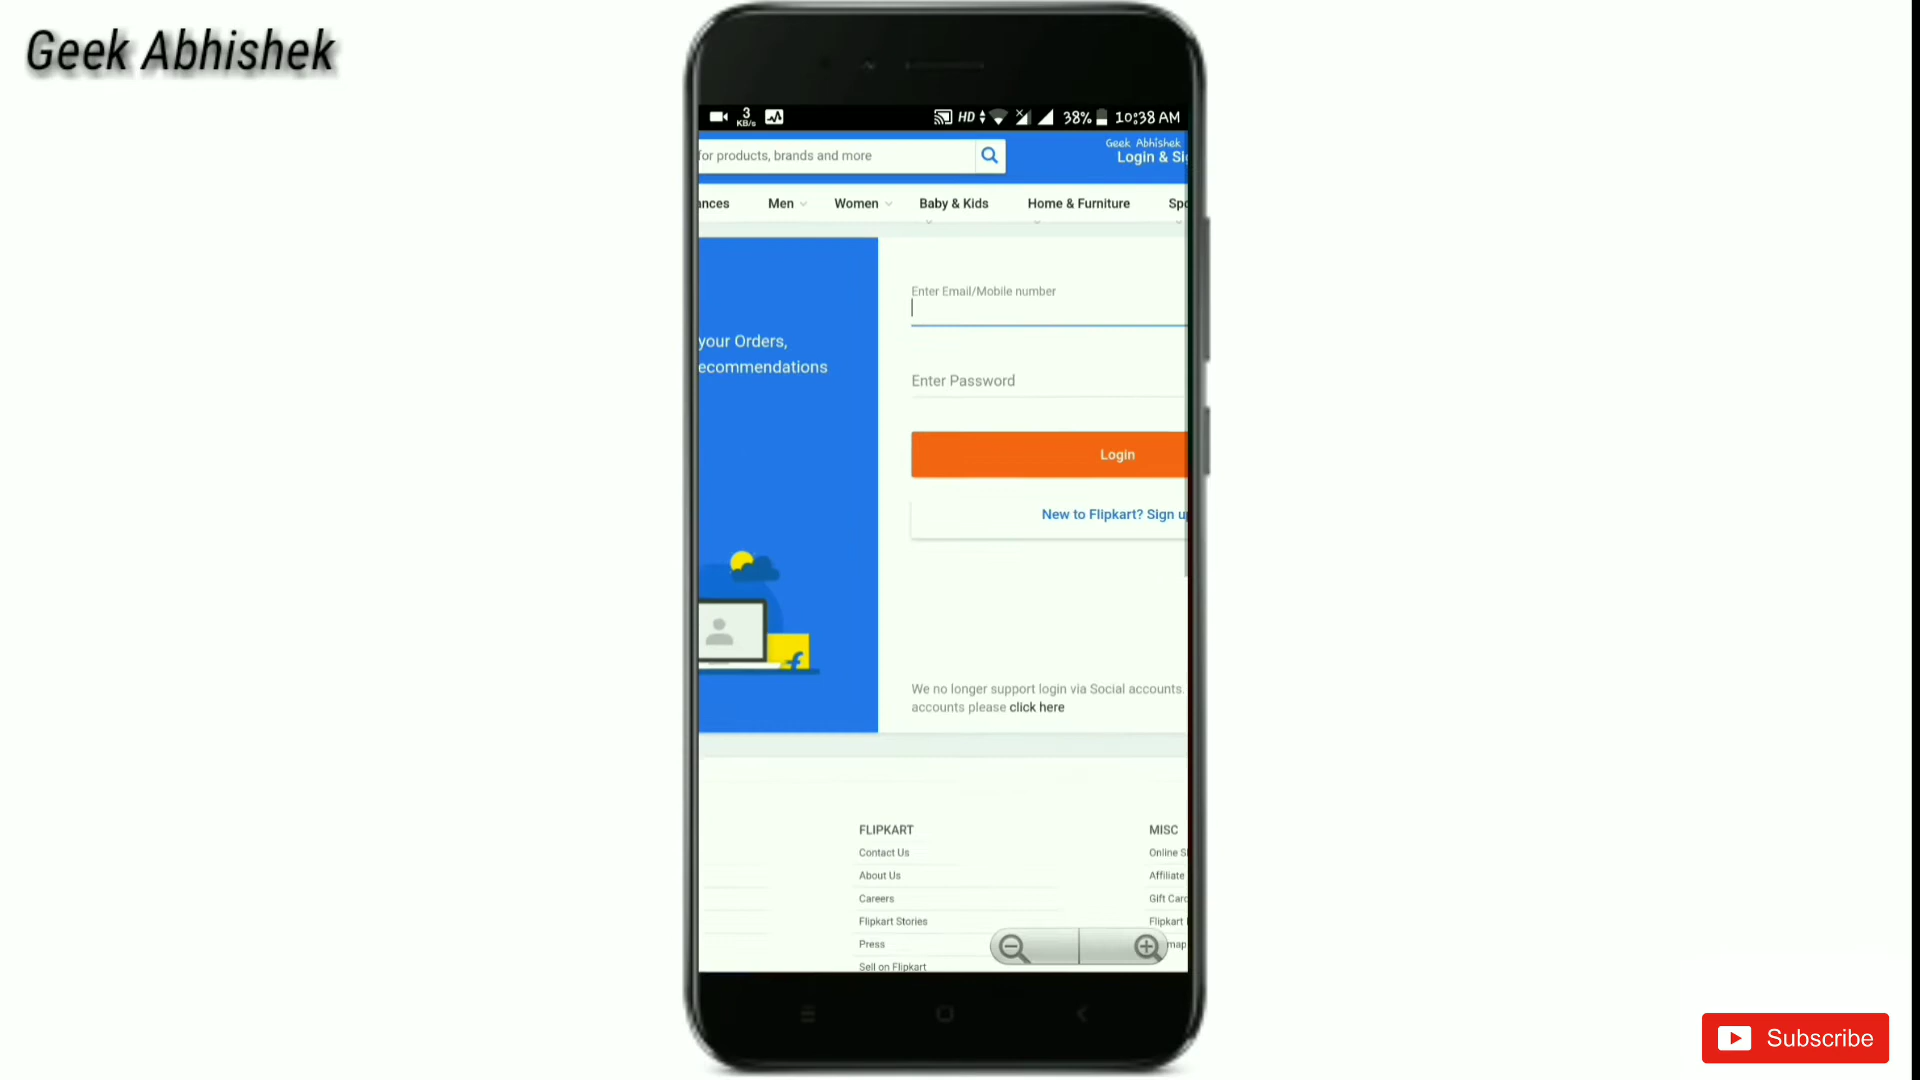 Geek Abhishek
3
KB/s
HD
38%
10:38 AM
for products, brands and more
Geek Abhishek
Login & Sig
ances
Men
Women
Baby & Kids
Home & Furniture
Spo
Enter Email/Mobile number
your Orders,
ecommendations
Enter Password
Login
New to Flipkart? Sign up
We no longer support login via Social accounts.
accounts please click here
FLIPKART
Contact Us
About Us
Careers
Flipkart Stories
Press
Sell on Flipkart
MISC
Online S
Affiliate
Gift Card
Flipkart
map
Subscribe